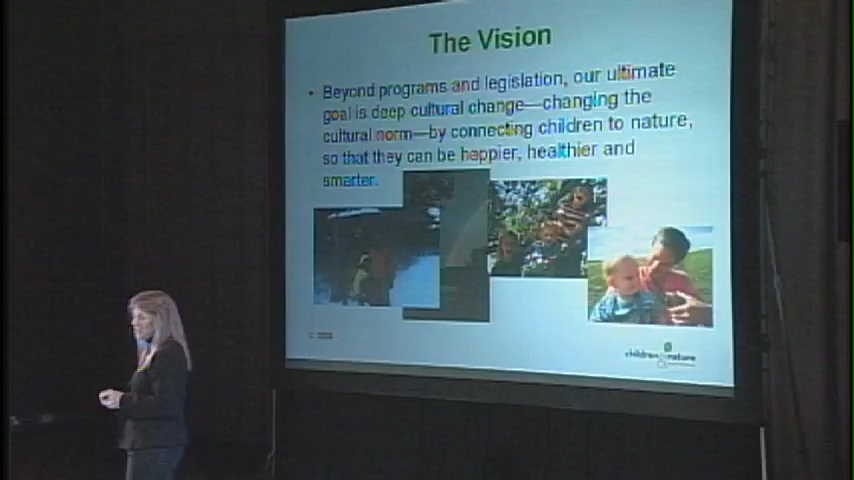 The Vision
• Beyond programs and legislation, our ultimate
goal is deep cultural change—changing the
cultural norm—by connecting children to nature,
so that they can be happier, healthier and
smarter.
children nature